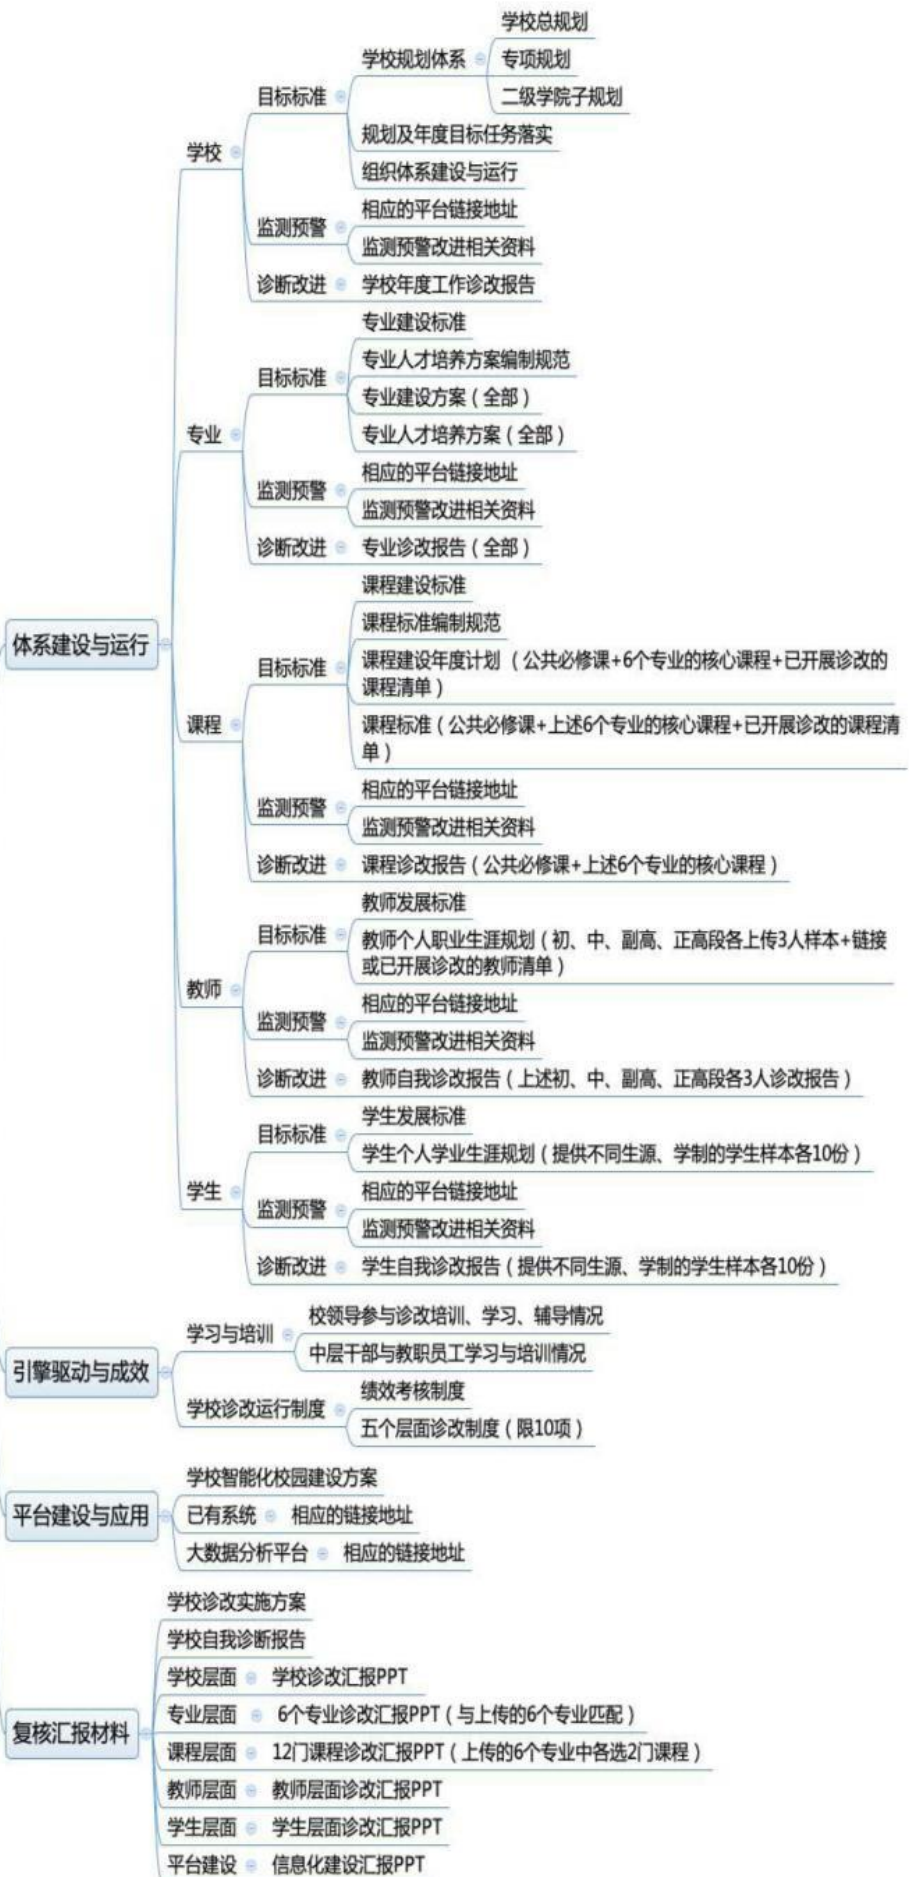 学校总规划
学校规划体系
专项规划
目标标准
二级学院子规划
规划及年度目标任务落实
学校
组织体系建设与运行
相应的平台链接地址
监测预警
监测预警改进相关资料
诊断改进
学校年度工作诊改报告
专业建设标准
专业人才培养方案编制规范
目标标准
专业建设方案（全部）
专业
专业人才培养方案（全部）
相应的平台链接地址
监测预警
监测预警改进相关资料
诊断改进
专业诊改报告（全部）
课程建设标准
课程标准编制规范
体系建设与运行
目标标准
课程建设年度计划 （公共必修课+6个专业的核心课程+已开展诊改的
课程清单）
课程
课程标准（公共必修课+上述6个专业的核心课程+已开展诊改的课程清
单）
相应的平台链接地址
监测预警
监测预警改进相关资料
诊断改进
课程诊改报告（公共必修课+上述6个专业的核心课程）
教师发展标准
目标标准
教师个人职业生涯规划（初、中、副高、正高段各上传3人样本+链接
或已开展诊改的教师清单）
教师
相应的平台链接地址
监测预警
监测预警改进相关资料
诊断改进
教师自我诊改报告（上述初、中、副高、正高段各3人诊改报告）
学生发展标准
目标标准
学生个人学业生涯规划（提供不同生源、学制的学生样本各10份）
学生
相应的平台链接地址
监测预警
监测预警改进相关资料
诊断改进
学生自我诊改报告（提供不同生源、学制的学生样本各10份）
校领导参与诊改培训、学习、辅导情况
学习与培训
中层干部与教职员工学习与培训情况
引擎驱动与成效
绩效考核制度
学校诊改运行制度
五个层面诊改制度（限10项）
学校智能化校园建设方案
平台建设与应用
已有系统
相应的链接地址
大数据分析平台
相应的链接地址
学校诊改实施方案
学校自我诊断报告
学校层面
学校诊改汇报PPT
专业层面
6个专业诊改汇报PPT（与上传的6个专业匹配）
复核汇报材料
课程层面
12门课程诊改汇报PPT（上传的6个专业中各选2门课程）
教师层面
教师层面诊改汇报PPT
学生层面
学生层面诊改汇报PPT
平台建设
信息化建设汇报PPT